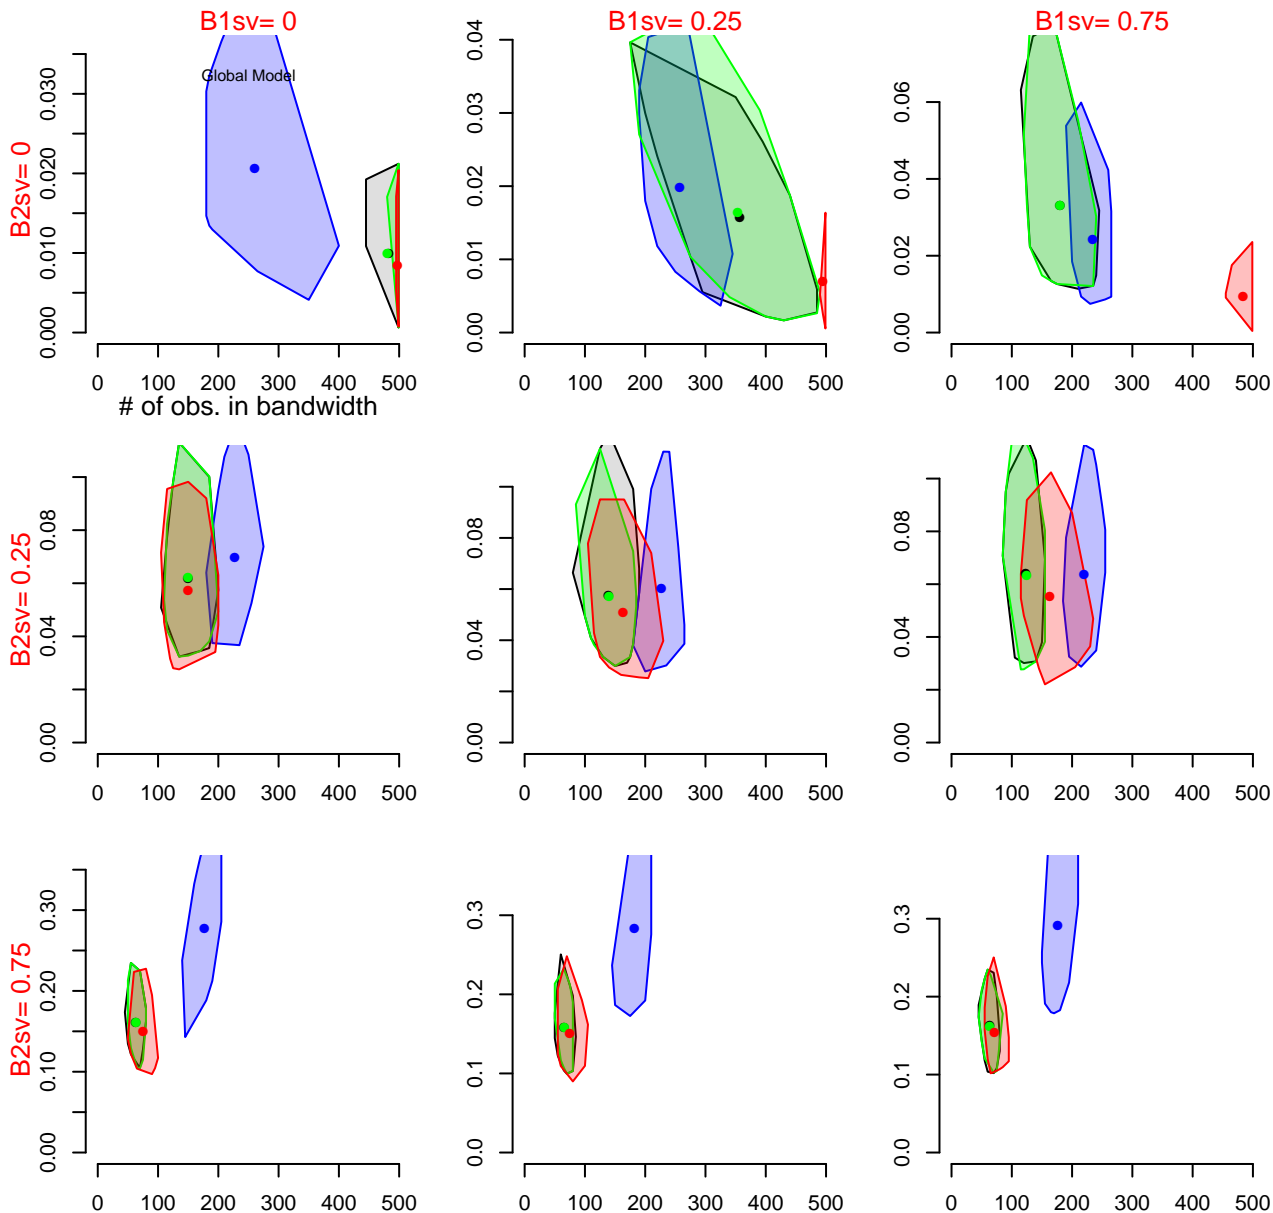 B1sv= 0 B1sv= 0.25 B1sv= 0.75
Global Model
B2sv= 0
0.000 0.010 0.020 0.030
0.00 0.01 0.02 0.03 0.04
0.00 0.02 0.04 0.06
0 100 200 300 400 500
0 100 200 300 400 500
0 100 200 300 400 500
# of obs. in bandwidth
B2sv= 0.25
0.00 0.04 0.08
0.00 0.04 0.08
0.00 0.04 0.08
0 100 200 300 400 500
0 100 200 300 400 500
0 100 200 300 400 500
B2sv= 0.75
0.00 0.10 0.20 0.30
0.0 0.1 0.2 0.3
0.0 0.1 0.2 0.3
0 100 200 300 400 500
0 100 200 300 400 500
0 100 200 300 400 500